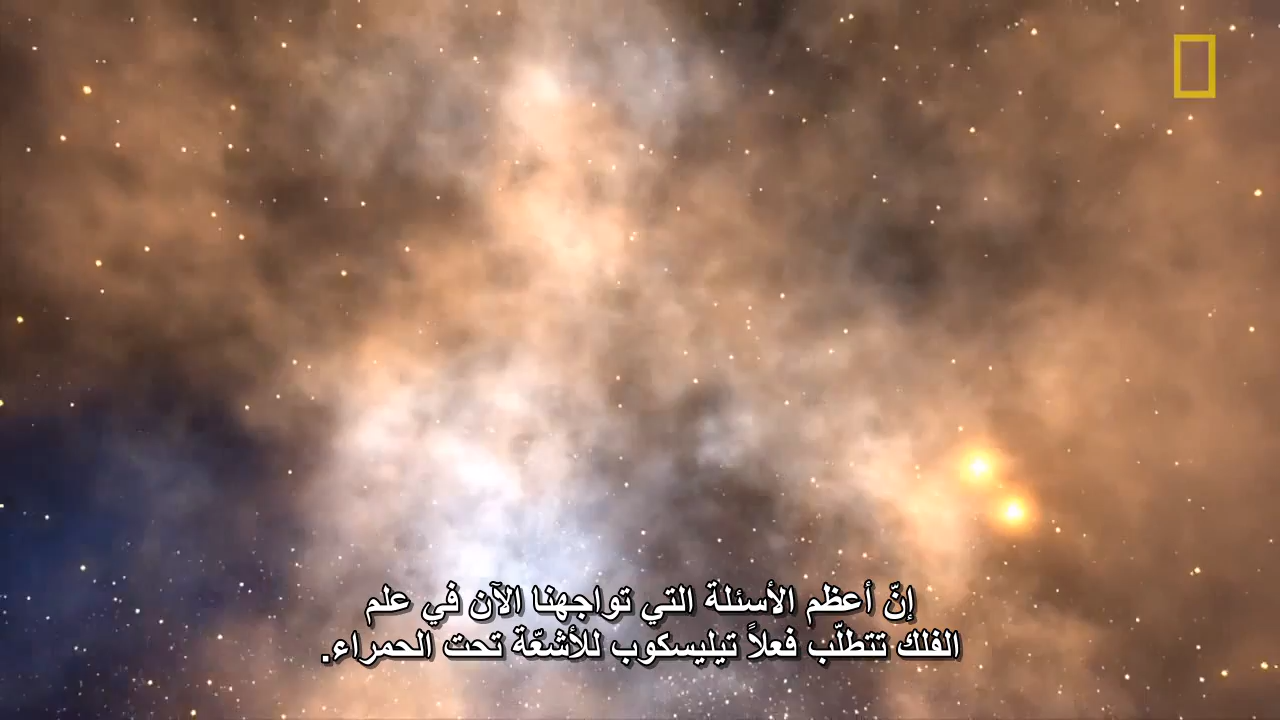 إنّ أعظم الأسئلة التي تواجهنا الآن في علم
الفلك تتطلّب فعلاً تيليسكوب للأشعّة تحت الحمراء.